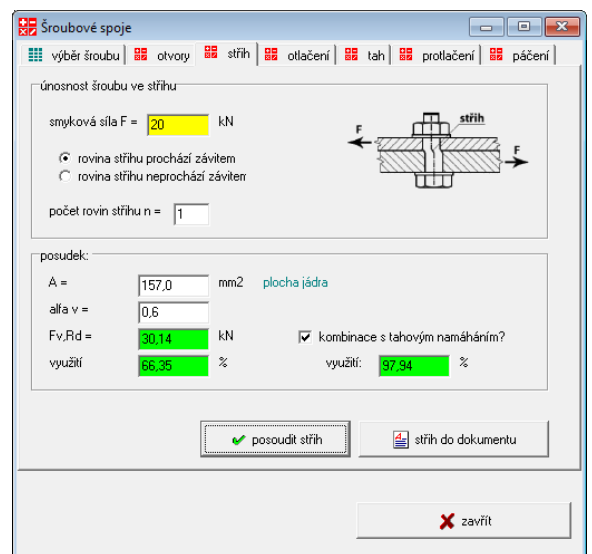 Šroubové spoje
výběr šroubu otvory střih otlačení tah protlačení páčení
únosnost šroubu ve střihu
smyková síla F = 20 kN
střih
F
F
rovina střihu prochází závitem
rovina střihu neprochází závitem
počet rovin střihu n = 1
posudek:
A = 157,0 mm2 plocha jádra
alfa v = 0,6
Fv,Rd = 30,14 kN kombinace s tahovým namáháním?
využití 66,35 % využití: 97,94 %
posoudit střih střih do dokumentu
zavřít